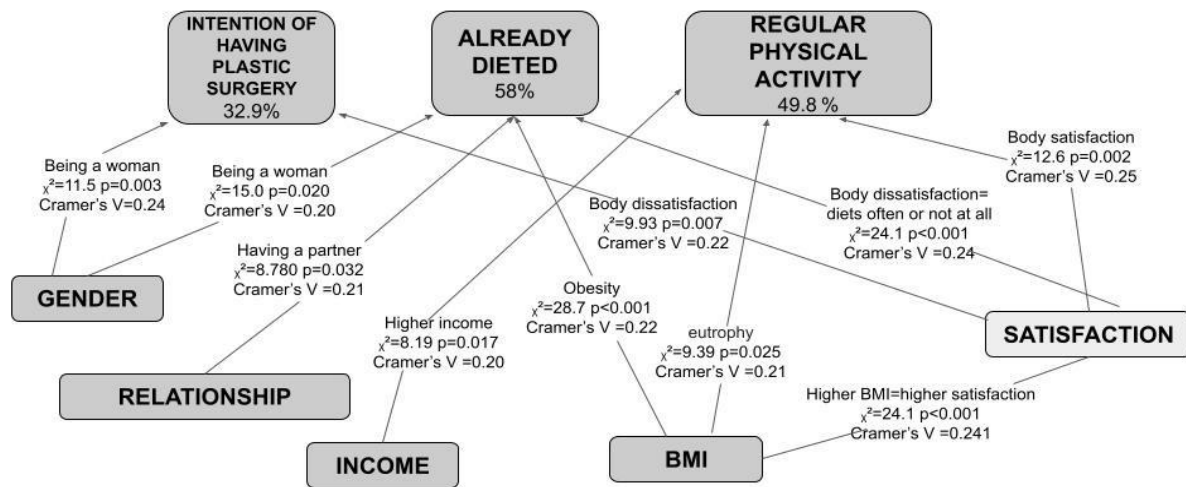 INTENTION OF
HAVING
PLASTIC
SURGERY
32.9%
ALREADY
DIETED
58%
REGULAR
PHYSICAL
ACTIVITY
49.8 %
Being a woman
χ²=11.5 p=0.003
Cramer's V=0.24
Being a woman
χ²=15.0 p=0.020
Cramer's V =0.20
Body satisfaction
χ²=12.6 p=0.002
Cramer's V =0.25
Body dissatisfaction
χ²=9.93 p=0.007
Cramer's V =0.22
Body dissatisfaction=
diets often or not at all
χ²=24.1 p<0.001
Cramer's V =0.24
Having a partner
χ²=8.780 p=0.032
Cramer's V =0.21
GENDER
Obesity
χ²=28.7 p<0.001
Cramer's V =0.22
Higher income
χ²=8.19 p=0.017
Cramer's V =0.20
eutrophy
χ²=9.39 p=0.025
Cramer's V =0.21
SATISFACTION
RELATIONSHIP
Higher BMI=higher satisfaction
χ²=24.1 p<0.001
Cramer's V =0.241
INCOME
BMI